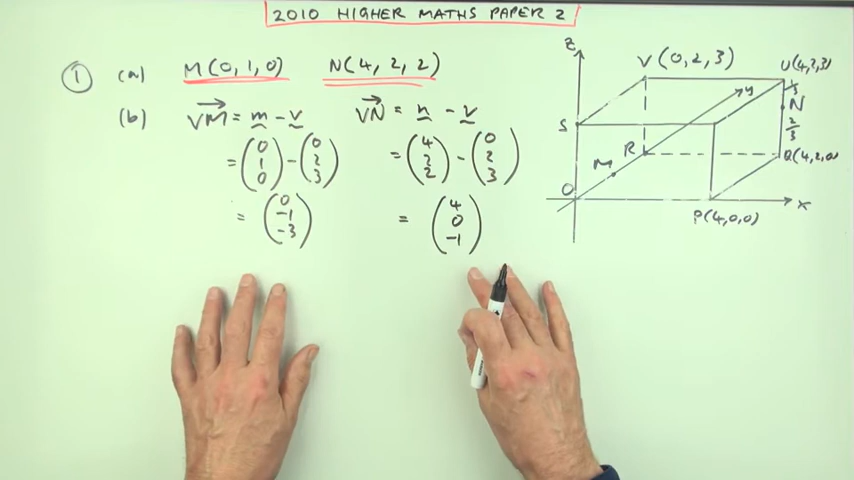 2010 HIGHER MATHS PAPER 2
① (a) M(0, 1, 0) N(4, 2, 2)
(b) VM = m - v VN = n - v
= (0 1 0) - (0 2 3) = (4 2 2) - (0 2 3)
= (0 -1 -3) = (4 0 -1)
z
V(0, 2, 3) U(4,2,3)
y
1/3
N
S
2/3
R Q(4,2,0)
M
O
P(4,0,0) x